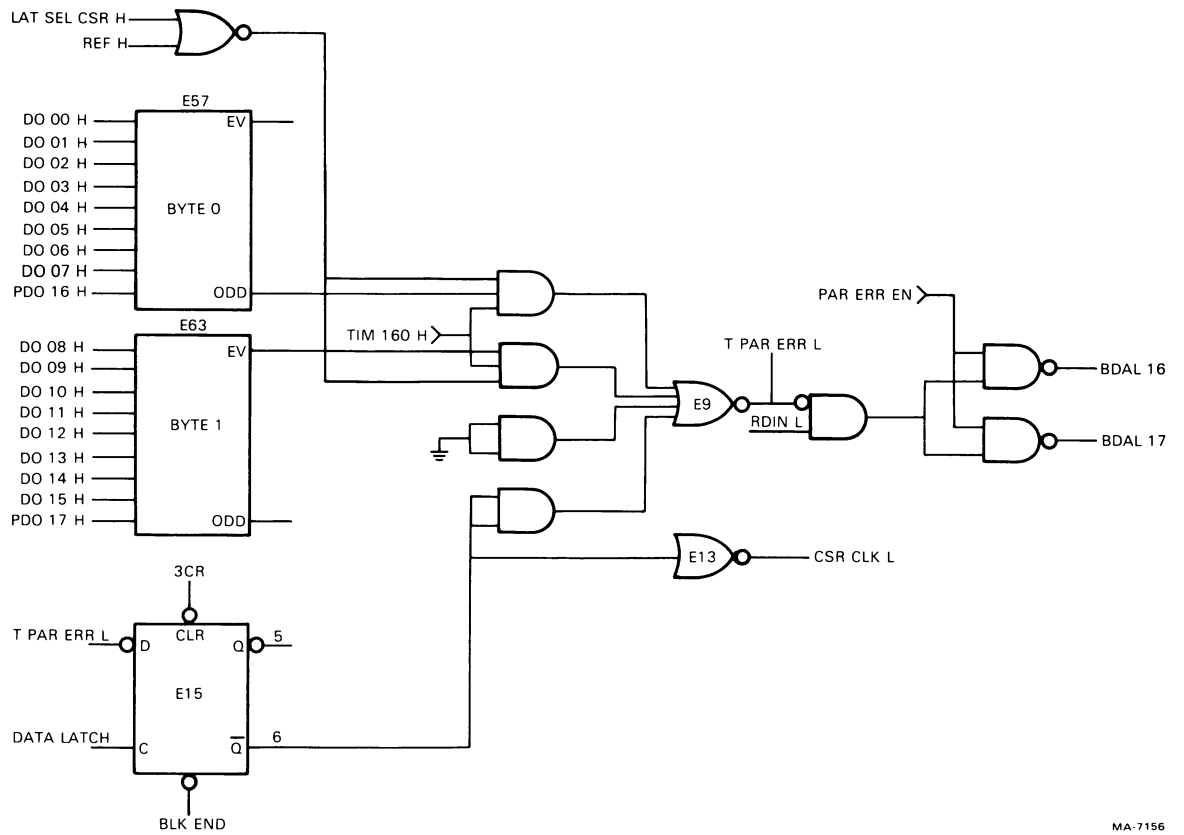 LAT SEL CSR H
REF H
E57
DO 00 H
EV
DO 01 H
DO 02 H
DO 03 H
DO 04 H
BYTE 0
DO 05 H
DO 06 H
DO 07 H
PDO 16 H
ODD
E63
DO 08 H
EV
DO 09 H
DO 10 H
DO 11 H
DO 12 H
BYTE 1
DO 13 H
DO 14 H
DO 15 H
PDO 17 H
ODD
TIM 160 H
PAR ERR EN
T PAR ERR L
E9
RDIN L
BDAL 16
BDAL 17
E13
CSR CLK L
3CR
CLR
T PAR ERR L
D
Q
5
E15
DATA LATCH
C
Q̅
6
BLK END
MA-7156